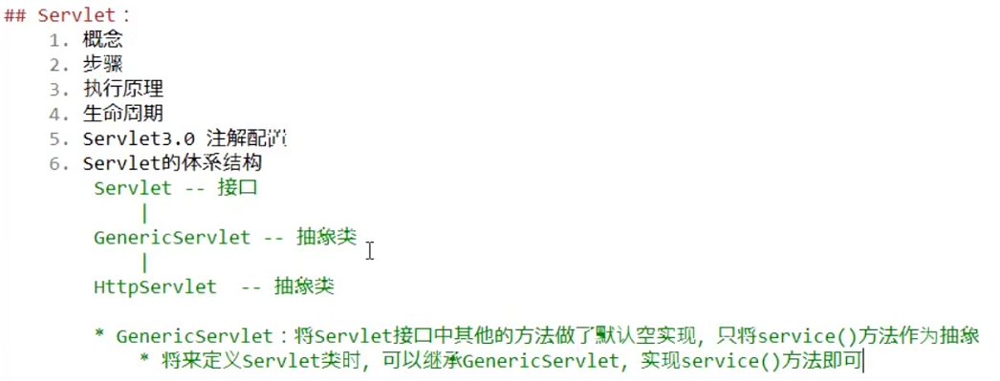 ## Servlet：
1. 概念
2. 步骤
3. 执行原理
4. 生命周期
5. Servlet3.0 注解配置
6. Servlet的体系结构
Servlet -- 接口
|
GenericServlet -- 抽象类
|
HttpServlet -- 抽象类
* GenericServlet：将Servlet接口中其他的方法做了默认空实现，只将service()方法作为抽象
* 将来定义Servlet类时，可以继承GenericServlet，实现service()方法即可